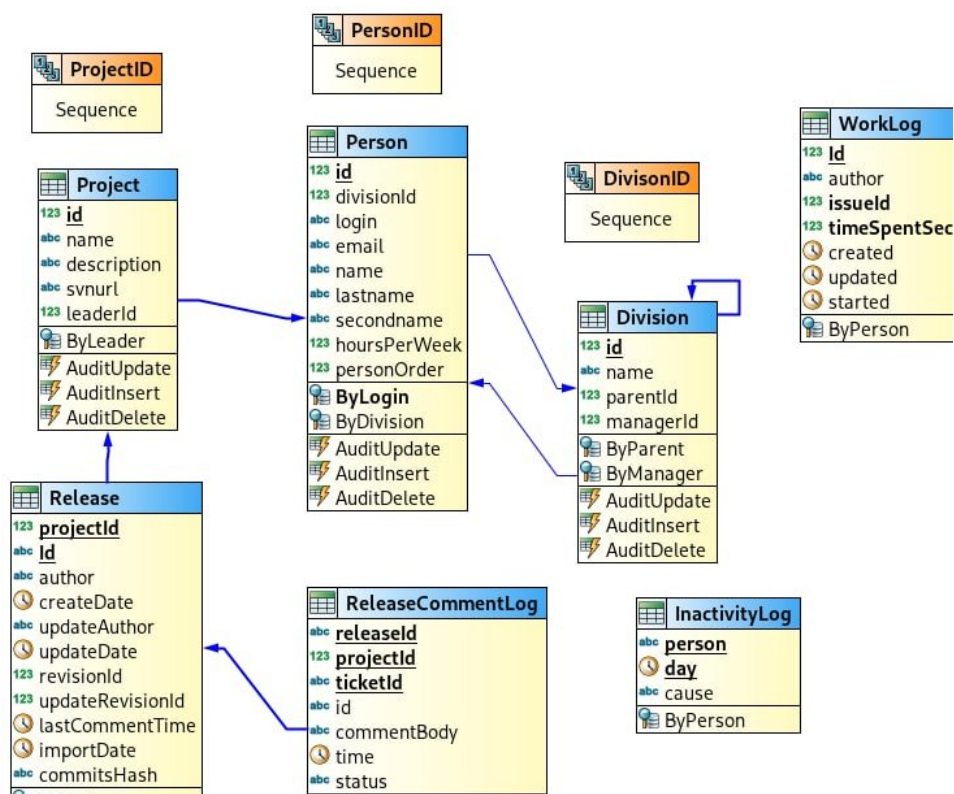 PersonID
Sequence
ProjectID
Sequence
Person
123 id
123 divisionId
abc login
abc email
abc name
abc lastname
abc secondname
123 hoursPerWeek
123 personOrder
ByLogin
ByDivision
AuditUpdate
AuditInsert
AuditDelete
WorkLog
123 Id
abc author
123 issueId
123 timeSpentSec
created
updated
started
ByPerson
DivisonID
Sequence
Project
123 id
abc name
abc description
abc svnurl
123 leaderId
ByLeader
AuditUpdate
AuditInsert
AuditDelete
Division
123 id
abc name
123 parentId
123 managerId
ByParent
ByManager
AuditUpdate
AuditInsert
AuditDelete
Release
123 projectId
abc Id
abc author
createDate
abc updateAuthor
updateDate
123 revisionId
123 updateRevisionId
lastCommentTime
importDate
abc commitsHash
ReleaseCommentLog
abc releaseId
123 projectId
abc ticketId
abc id
abc commentBody
time
abc status
InactivityLog
abc person
day
abc cause
ByPerson